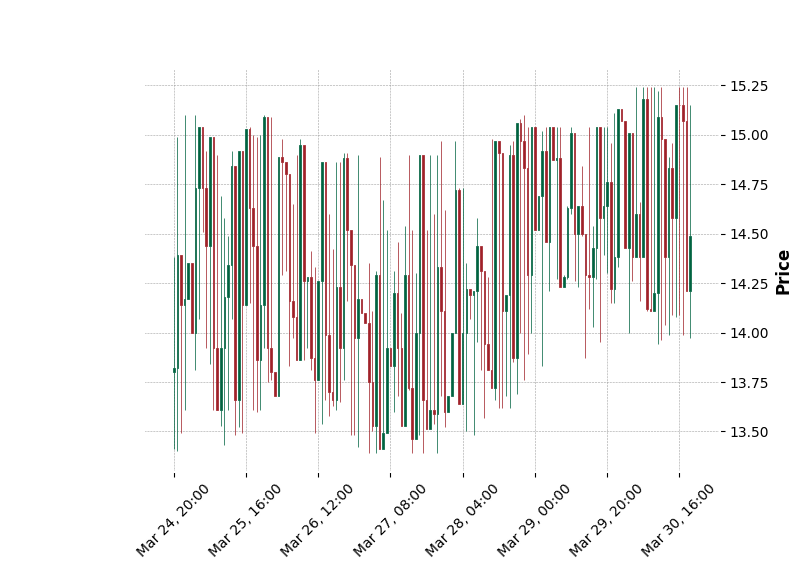 15.25
15.00
14.75
14.50
14.25
14.00
13.75
13.50
Price
Mar 24, 20:00
Mar 25, 16:00
Mar 26, 12:00
Mar 27, 08:00
Mar 28, 04:00
Mar 29, 00:00
Mar 29, 20:00
Mar 30, 16:00